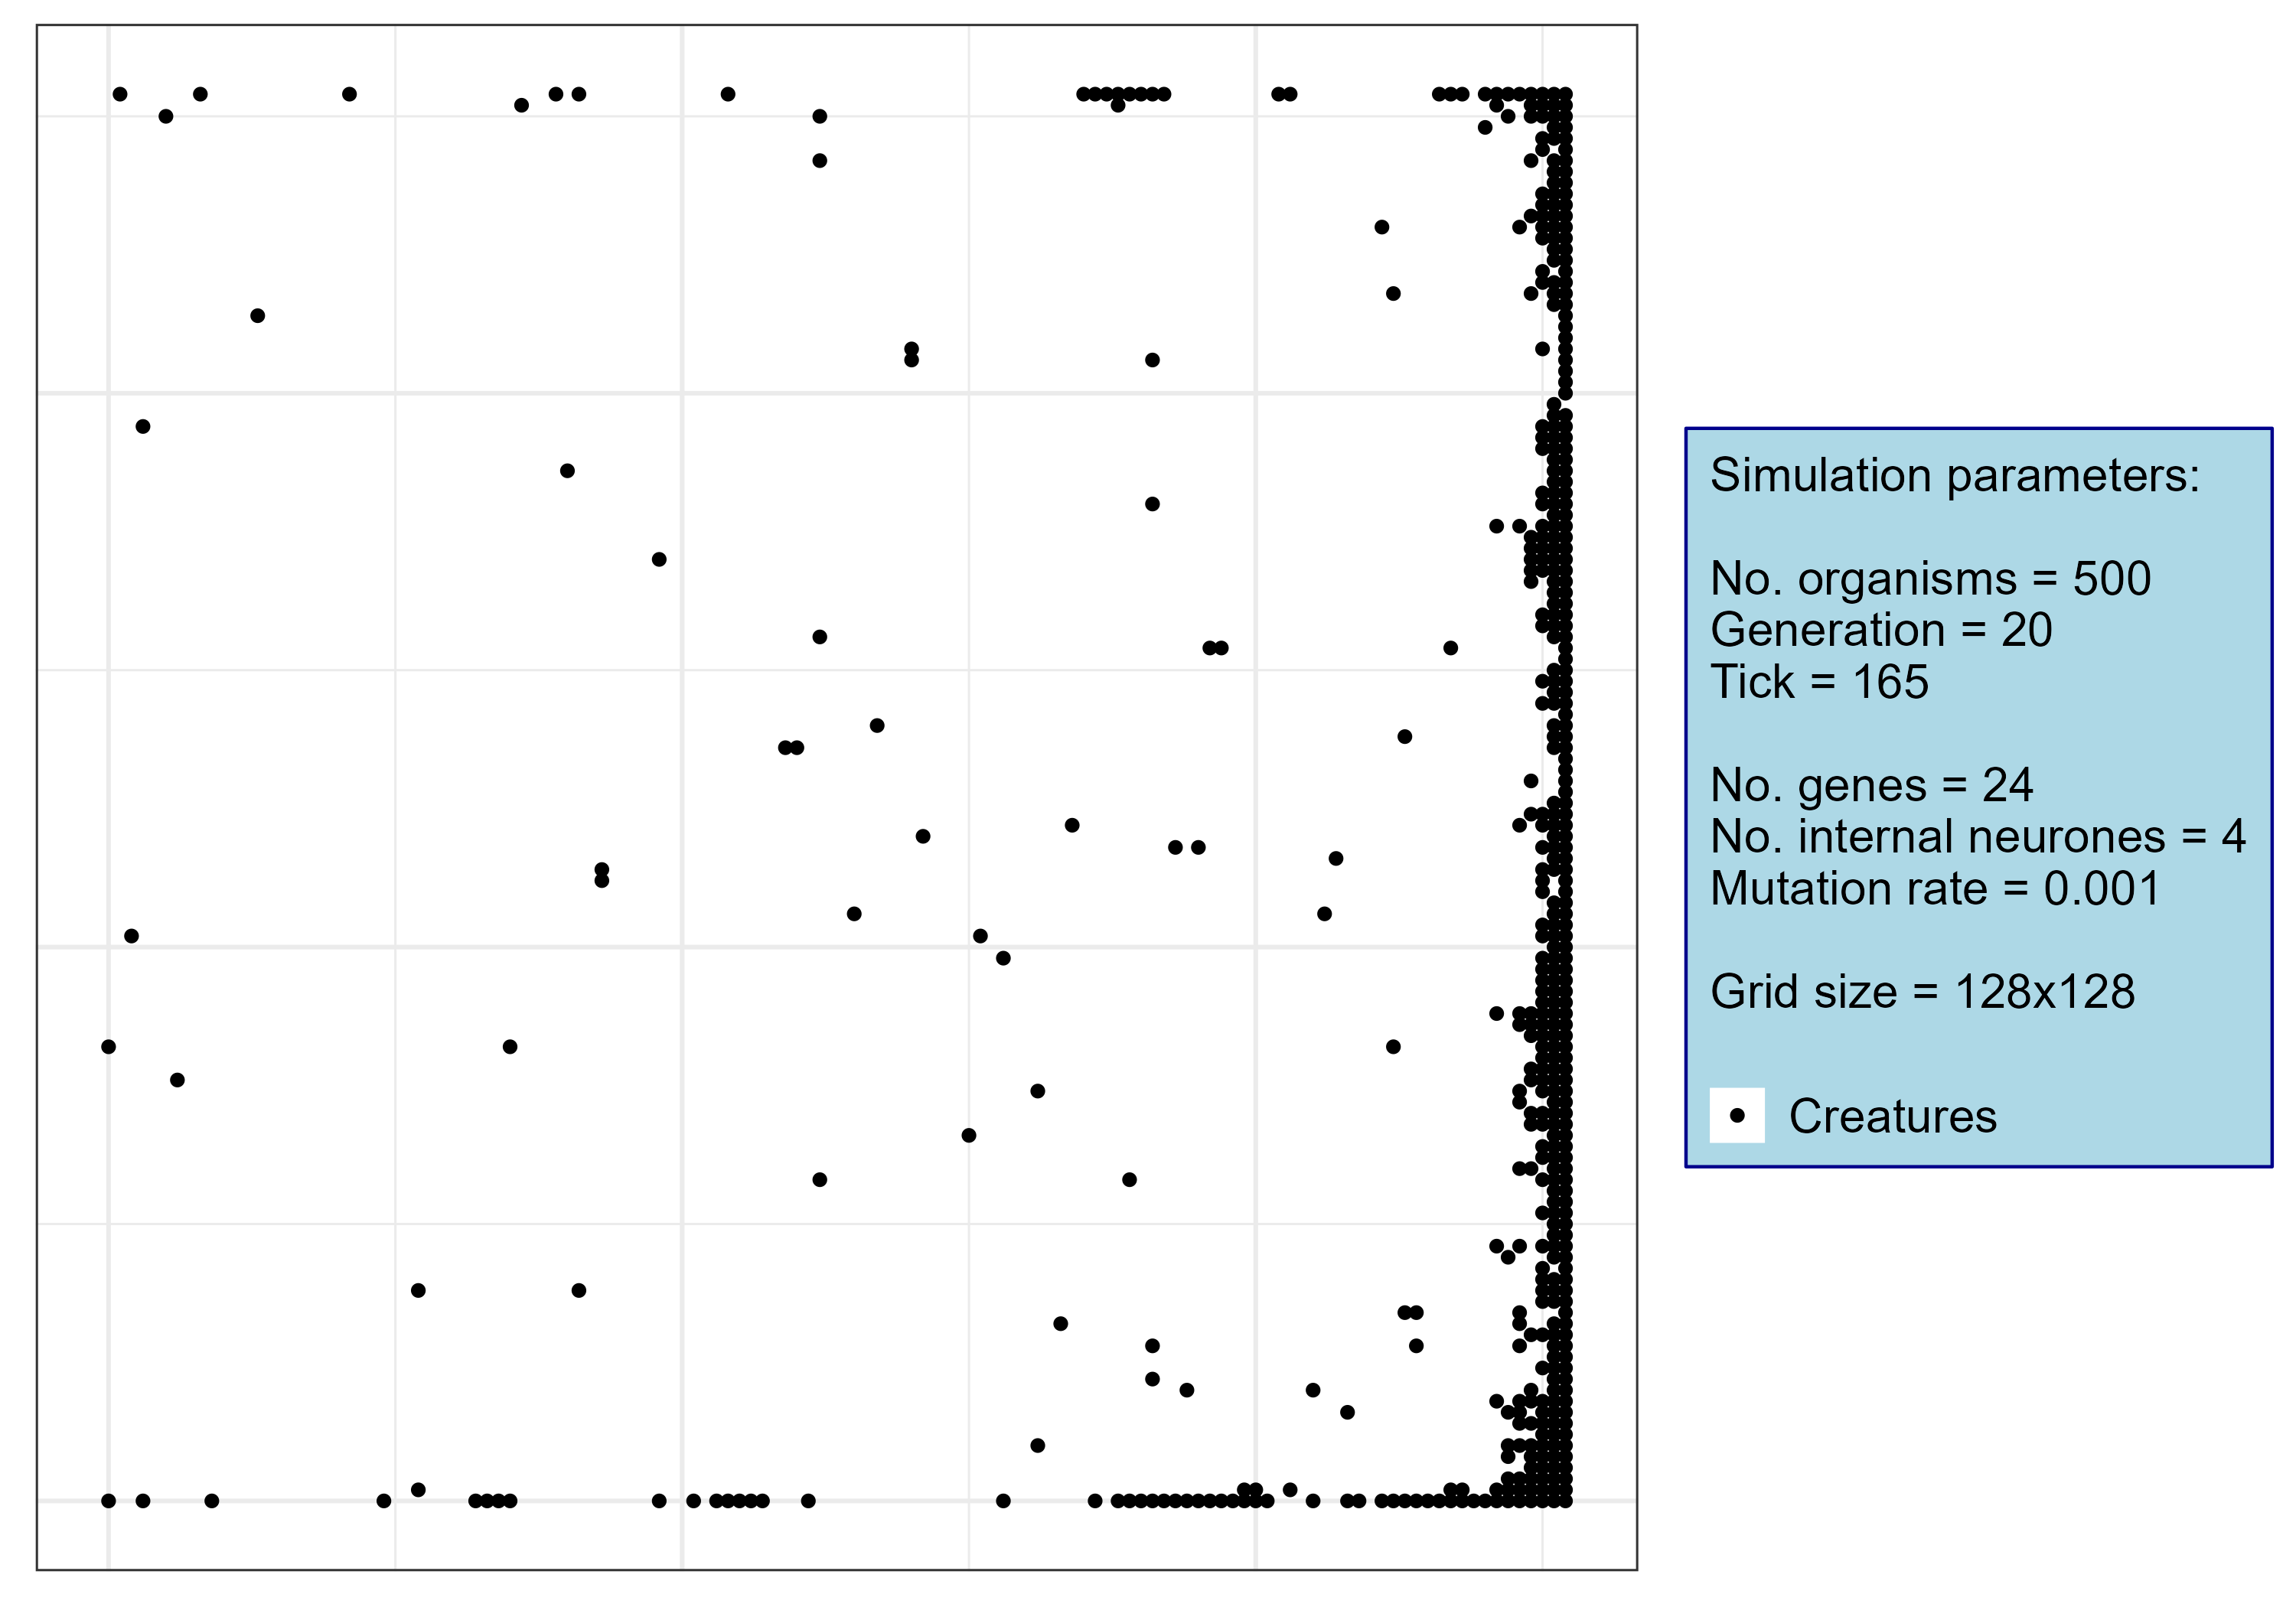 Simulation parameters:
No. organisms = 500
Generation = 20
Tick = 165
No. genes = 24
No. internal neurones = 4
Mutation rate = 0.001
Grid size = 128x128
Creatures